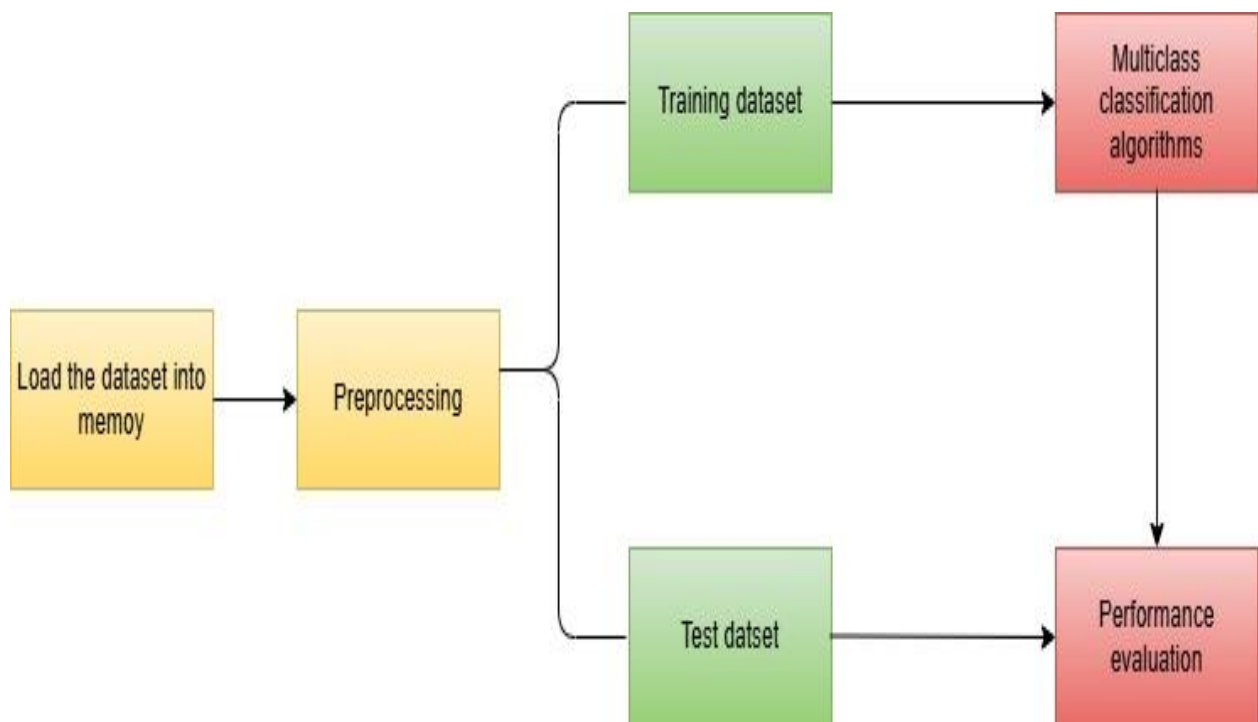 Load the dataset into
memoy
Preprocessing
Training dataset
Multiclass
classification
algorithms
Test datset
Performance
evaluation